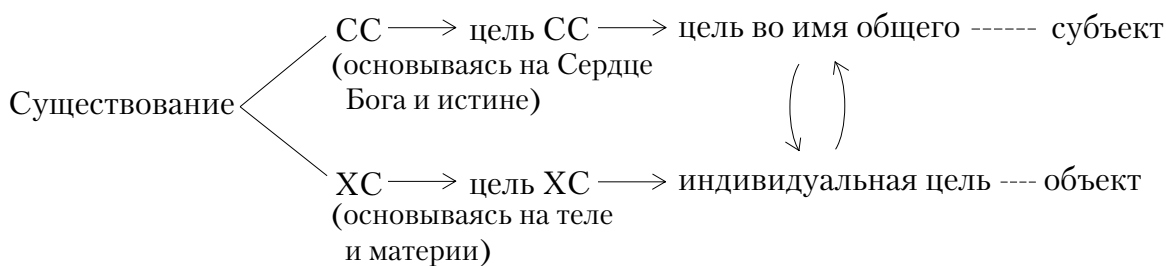 СС → цель СС → цель во имя общего ------ субъект
(основываясь на Сердце
Бога и истине)
Существование
ХС → цель ХС → индивидуальная цель ---- объект
(основываясь на теле
и материи)